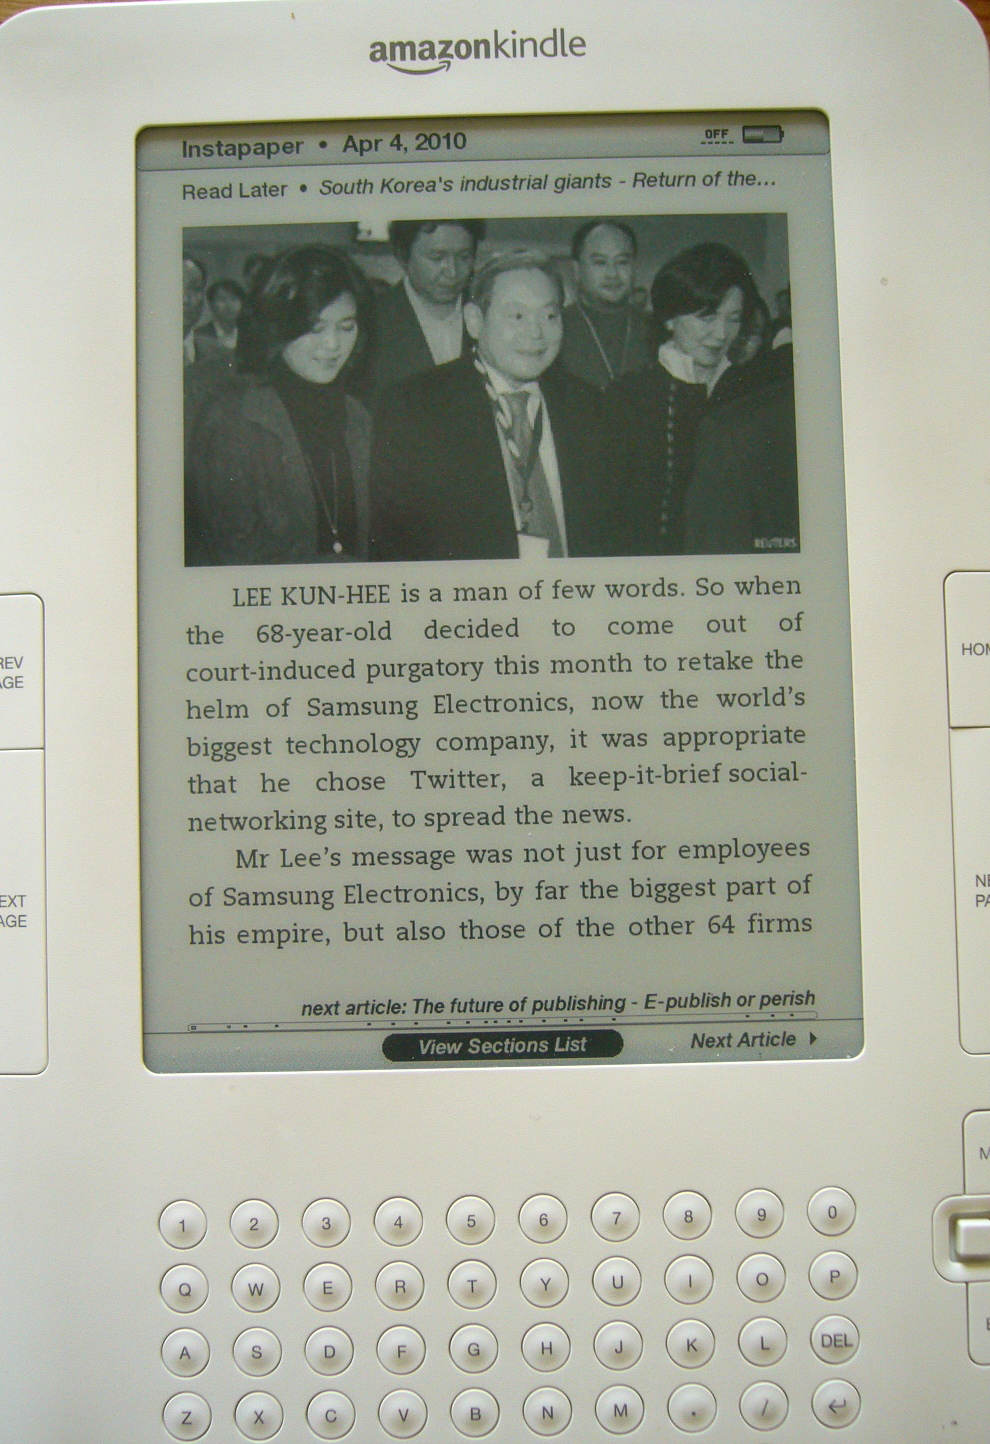 amazonkindle
Instapaper • Apr 4, 2010
OFF
Read Later • South Korea's industrial giants - Return of the...
REUTERS
LEE KUN-HEE is a man of few words. So when
the 68-year-old decided to come out of
court-induced purgatory this month to retake the
helm of Samsung Electronics, now the world's
biggest technology company, it was appropriate
that he chose Twitter, a keep-it-brief social-
networking site, to spread the news.
Mr Lee's message was not just for employees
of Samsung Electronics, by far the biggest part of
his empire, but also those of the other 64 firms
next article: The future of publishing - E-publish or perish
View Sections List
Next Article
REV
AGE
EXT
AGE
HOM
NE
PA
M
1 2 3 4 5 6 7 8 9 0
Q W E R T Y U I O P
A S D F G H J K L DEL
Z X C V B N M . / ↵